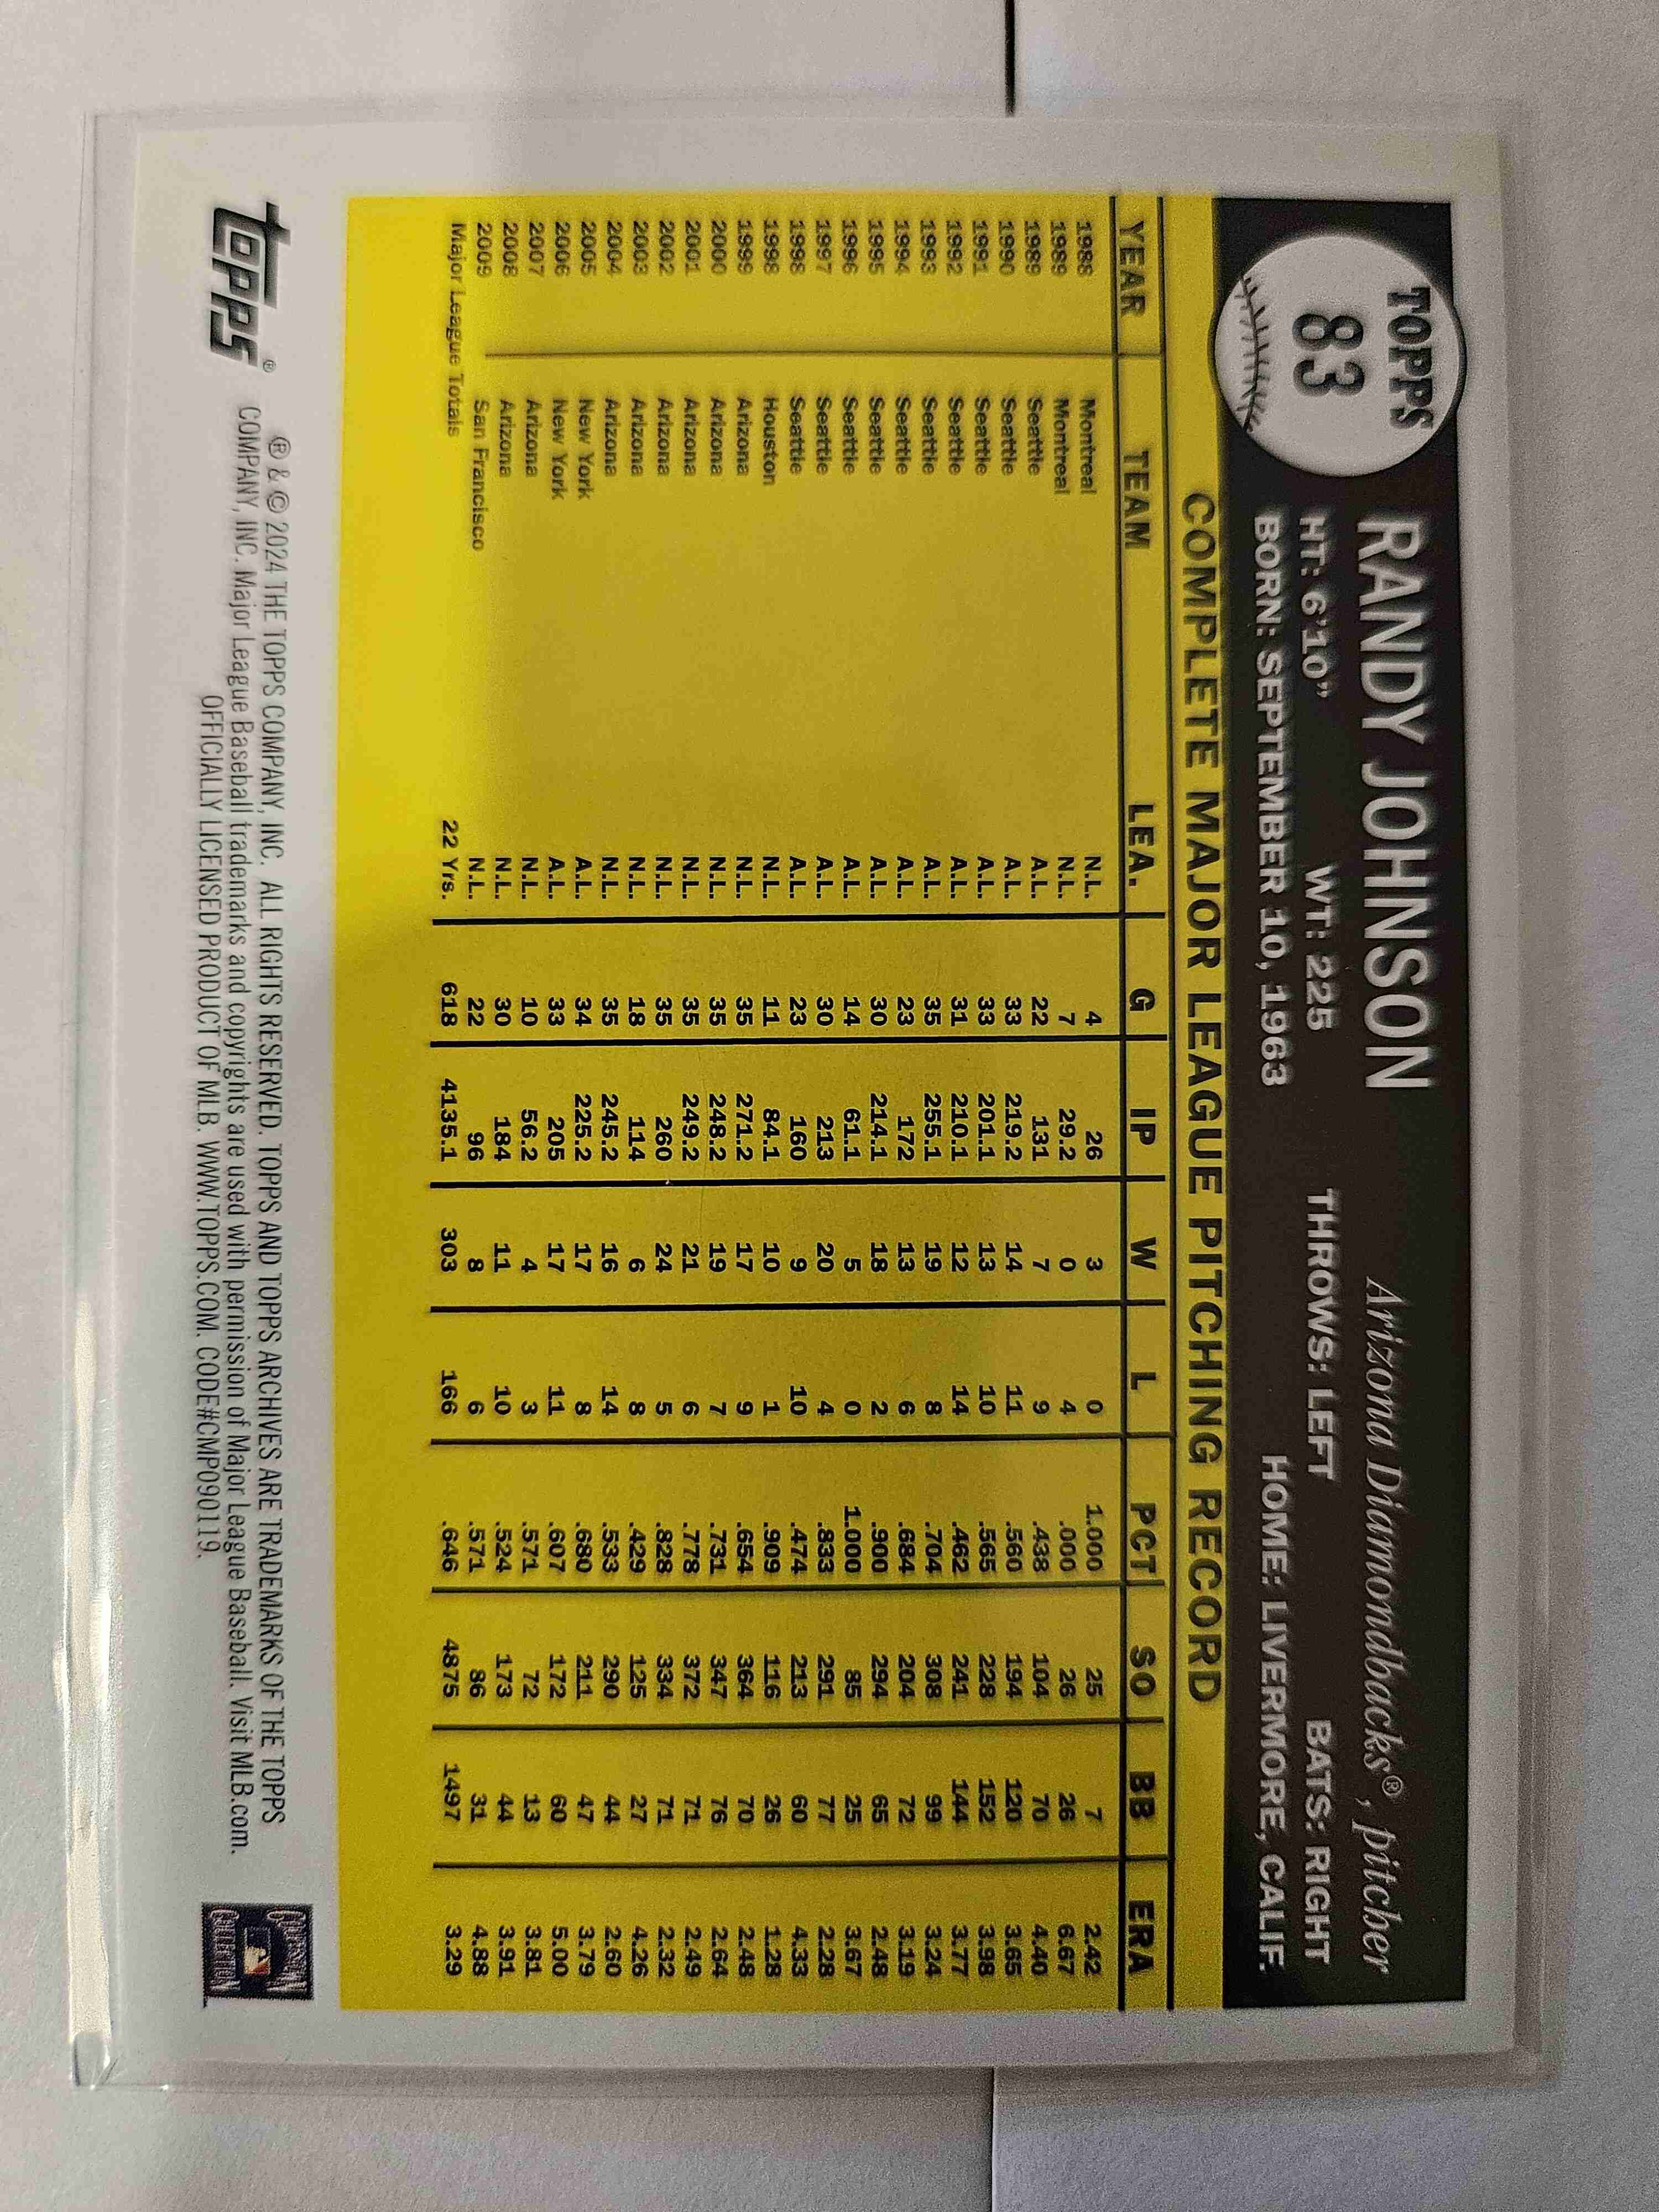 TOPPS
83
RANDY JOHNSON Arizona Diamondbacks®, pitcher
HT: 6'10" WT: 225 THROWS: LEFT BATS: RIGHT
BORN: SEPTEMBER 10, 1963 HOME: LIVERMORE, CALIF.
COMPLETE MAJOR LEAGUE PITCHING RECORD
YEAR TEAM LEA. G IP W L PCT SO BB ERA
1988 Montreal N.L. 4 26 3 0 1.000 25 7 2.42
1989 Montreal N.L. 7 29.2 0 4 .000 26 26 6.67
1989 Seattle A.L. 22 131 7 9 .438 104 70 4.40
1990 Seattle A.L. 33 219.2 14 11 .560 194 120 3.65
1991 Seattle A.L. 33 201.1 13 10 .565 228 152 3.98
1992 Seattle A.L. 31 210.1 12 14 .462 241 144 3.77
1993 Seattle A.L. 35 255.1 19 8 .704 308 99 3.24
1994 Seattle A.L. 23 172 13 6 .684 204 72 3.19
1995 Seattle A.L. 30 214.1 18 2 .900 294 65 2.48
1996 Seattle A.L. 14 61.1 5 0 1.000 85 25 3.67
1997 Seattle A.L. 30 213 20 4 .833 291 77 2.28
1998 Seattle A.L. 23 160 9 10 .474 213 60 4.33
1998 Houston N.L. 11 84.1 10 1 .909 116 26 1.28
1999 Arizona N.L. 35 271.2 17 9 .654 364 70 2.48
2000 Arizona N.L. 35 248.2 19 7 .731 347 76 2.64
2001 Arizona N.L. 35 249.2 21 6 .778 372 71 2.49
2002 Arizona N.L. 35 260 24 5 .828 334 71 2.32
2003 Arizona N.L. 18 114 6 8 .429 125 27 4.26
2004 Arizona N.L. 35 245.2 16 14 .533 290 44 2.60
2005 New York A.L. 34 225.2 17 8 .680 211 47 3.79
2006 New York A.L. 33 205 17 11 .607 172 60 5.00
2007 Arizona N.L. 10 56.2 4 3 .571 72 13 3.81
2008 Arizona N.L. 30 184 11 10 .524 173 44 3.91
2009 San Francisco N.L. 22 96 8 6 .571 86 31 4.88
Major League Totals 22 Yrs. 618 4135.1 303 166 .646 4875 1497 3.29
topps®
® & © 2024 THE TOPPS COMPANY, INC. ALL RIGHTS RESERVED. TOPPS AND TOPPS ARCHIVES ARE TRADEMARKS OF THE TOPPS
COMPANY, INC. Major League Baseball trademarks and copyrights are used with permission of Major League Baseball. Visit MLB.com.
OFFICIALLY LICENSED PRODUCT OF MLB. WWW.TOPPS.COM. CODE#CMP090119.
COOPERSTOWN
COLLECTION